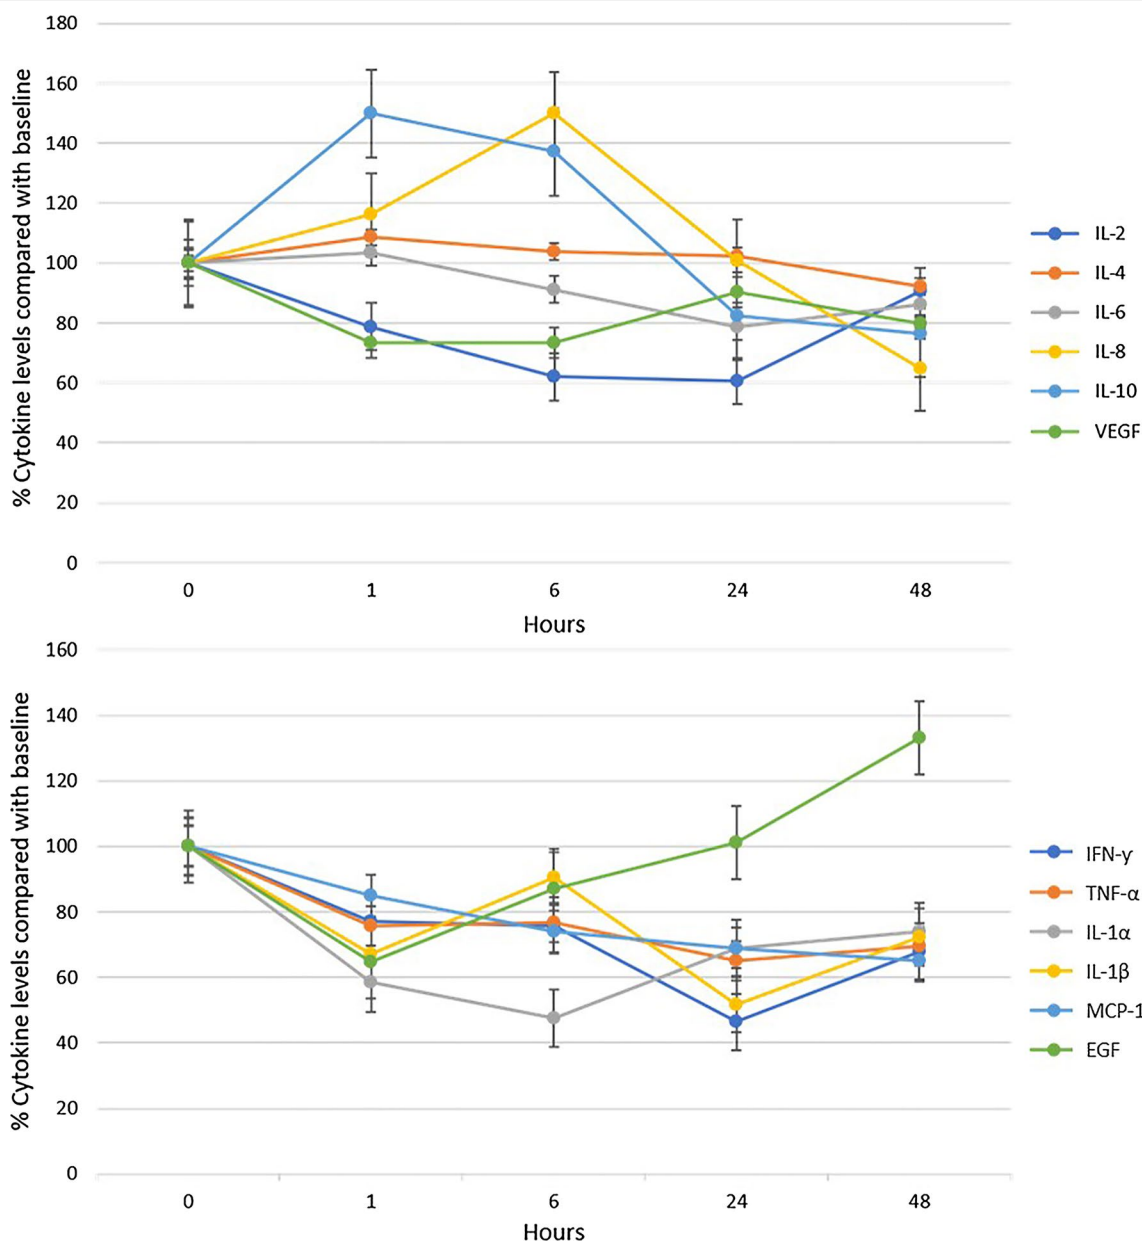 180
160
140
120
100
80
60
40
20
0
% Cytokine levels compared with baseline
0 1 6 24 48
Hours
IL-2
IL-4
IL-6
IL-8
IL-10
VEGF
160
140
120
100
80
60
40
20
0
% Cytokine levels compared with baseline
0 1 6 24 48
Hours
IFN-γ
TNF-α
IL-1α
IL-1β
MCP-1
EGF